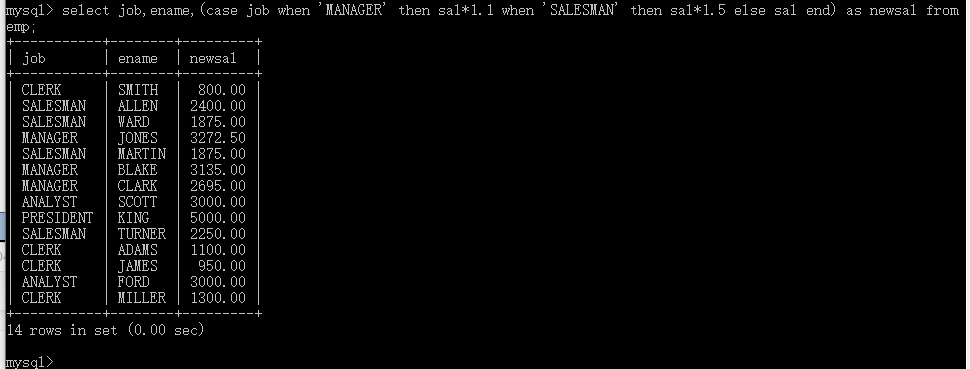 mysql> select job,ename,(case job when 'MANAGER' then sal*1.1 when 'SALESMAN' then sal*1.5 else sal end) as newsal from
emp;
+-----------+--------+---------+
| job       | ename  | newsal  |
+-----------+--------+---------+
| CLERK     | SMITH  |  800.00 |
| SALESMAN  | ALLEN  | 2400.00 |
| SALESMAN  | WARD   | 1875.00 |
| MANAGER   | JONES  | 3272.50 |
| SALESMAN  | MARTIN | 1875.00 |
| MANAGER   | BLAKE  | 3135.00 |
| MANAGER   | CLARK  | 2695.00 |
| ANALYST   | SCOTT  | 3000.00 |
| PRESIDENT | KING   | 5000.00 |
| SALESMAN  | TURNER | 2250.00 |
| CLERK     | ADAMS  | 1100.00 |
| CLERK     | JAMES  |  950.00 |
| ANALYST   | FORD   | 3000.00 |
| CLERK     | MILLER | 1300.00 |
+-----------+--------+---------+
14 rows in set (0.00 sec)
mysql>